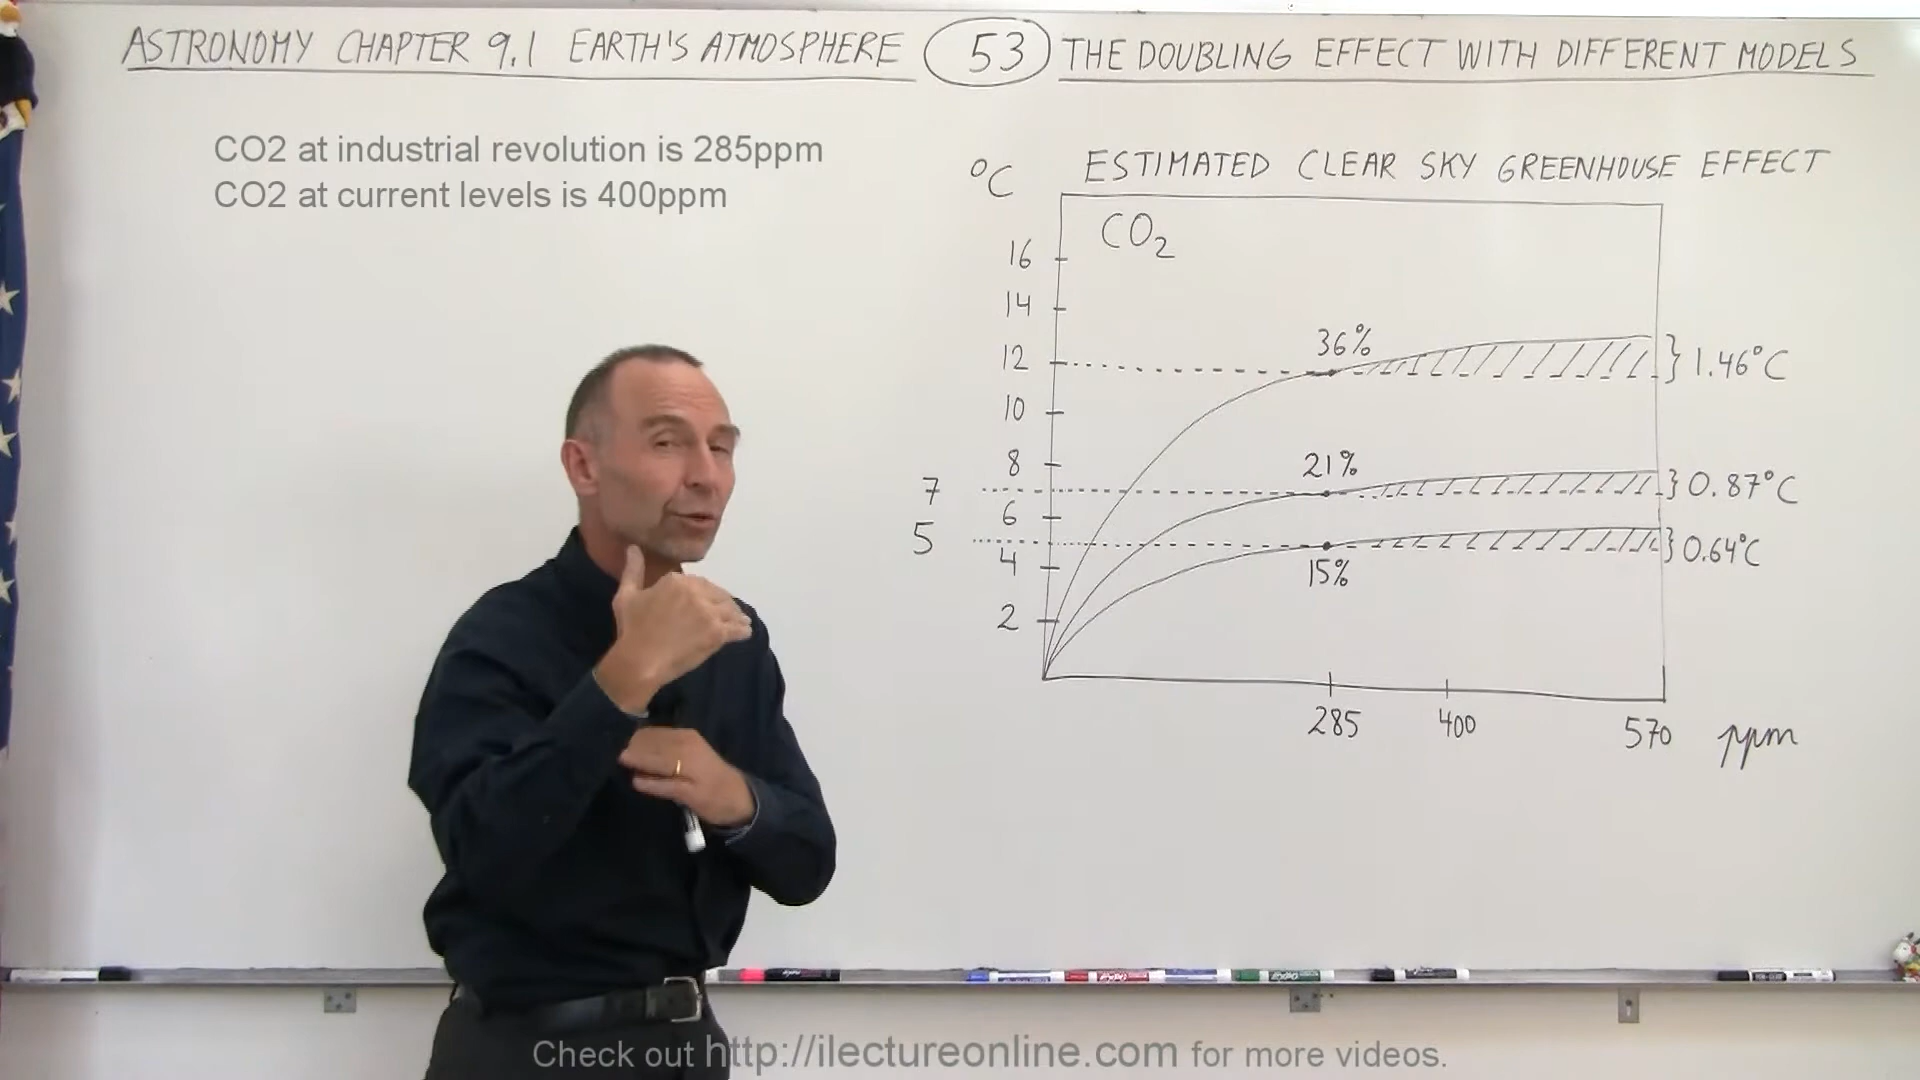 ASTRONOMY CHAPTER 9.1 EARTH'S ATMOSPHERE 53 THE DOUBLING EFFECT WITH DIFFERENT MODELS
CO2 at industrial revolution is 285ppm
CO2 at current levels is 400ppm
°C ESTIMATED CLEAR SKY GREENHOUSE EFFECT
CO2
16
14
36%
12 } 1.46°C
10
8 21%
7 } 0.87°C
6
5 } 0.64°C
4 15%
2
285 400 570 ppm
Check out http://ilectureonline.com for more videos.